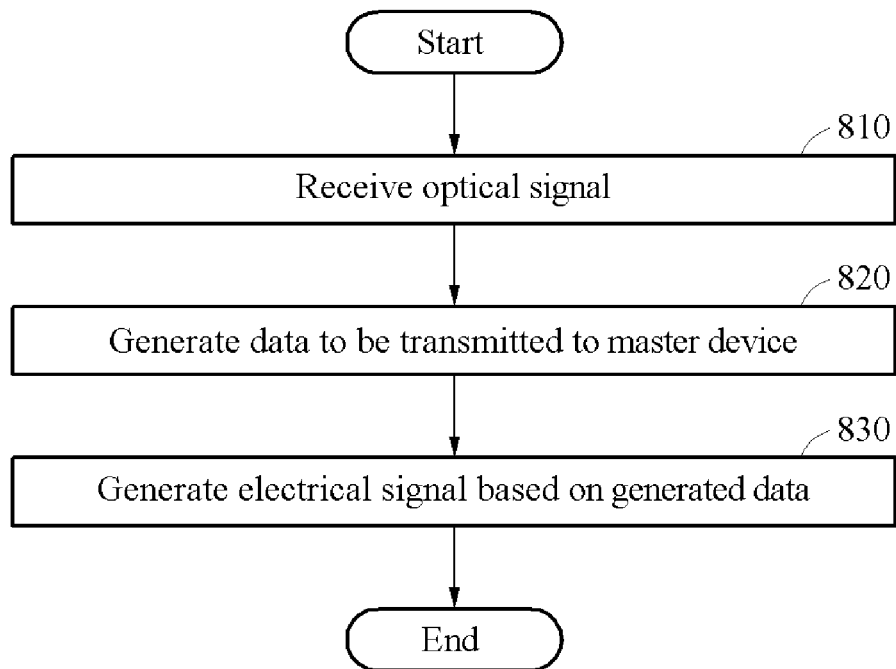 Start
810
Receive optical signal
820
Generate data to be transmitted to master device
830
Generate electrical signal based on generated data
End